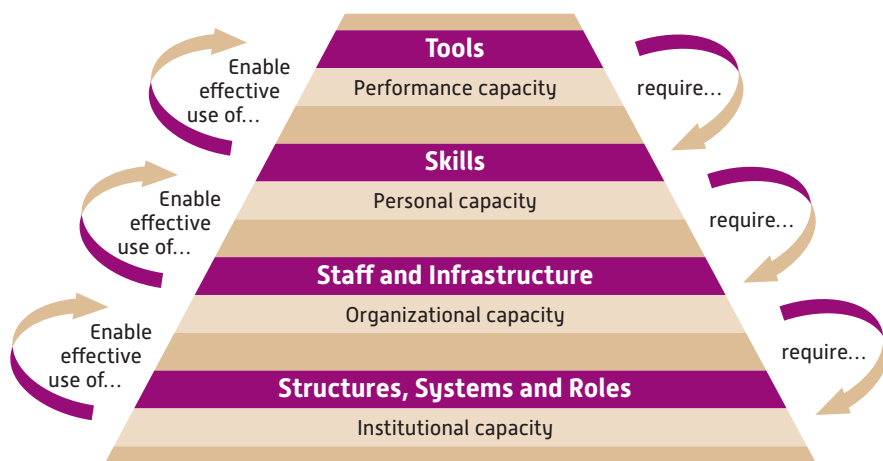 Tools
Enable
effective
use of...
Performance capacity
require...
Skills
Enable
effective
use of...
Personal capacity
require...
Staff and Infrastructure
Organizational capacity
Enable
effective
use of...
require...
Structures, Systems and Roles
Institutional capacity